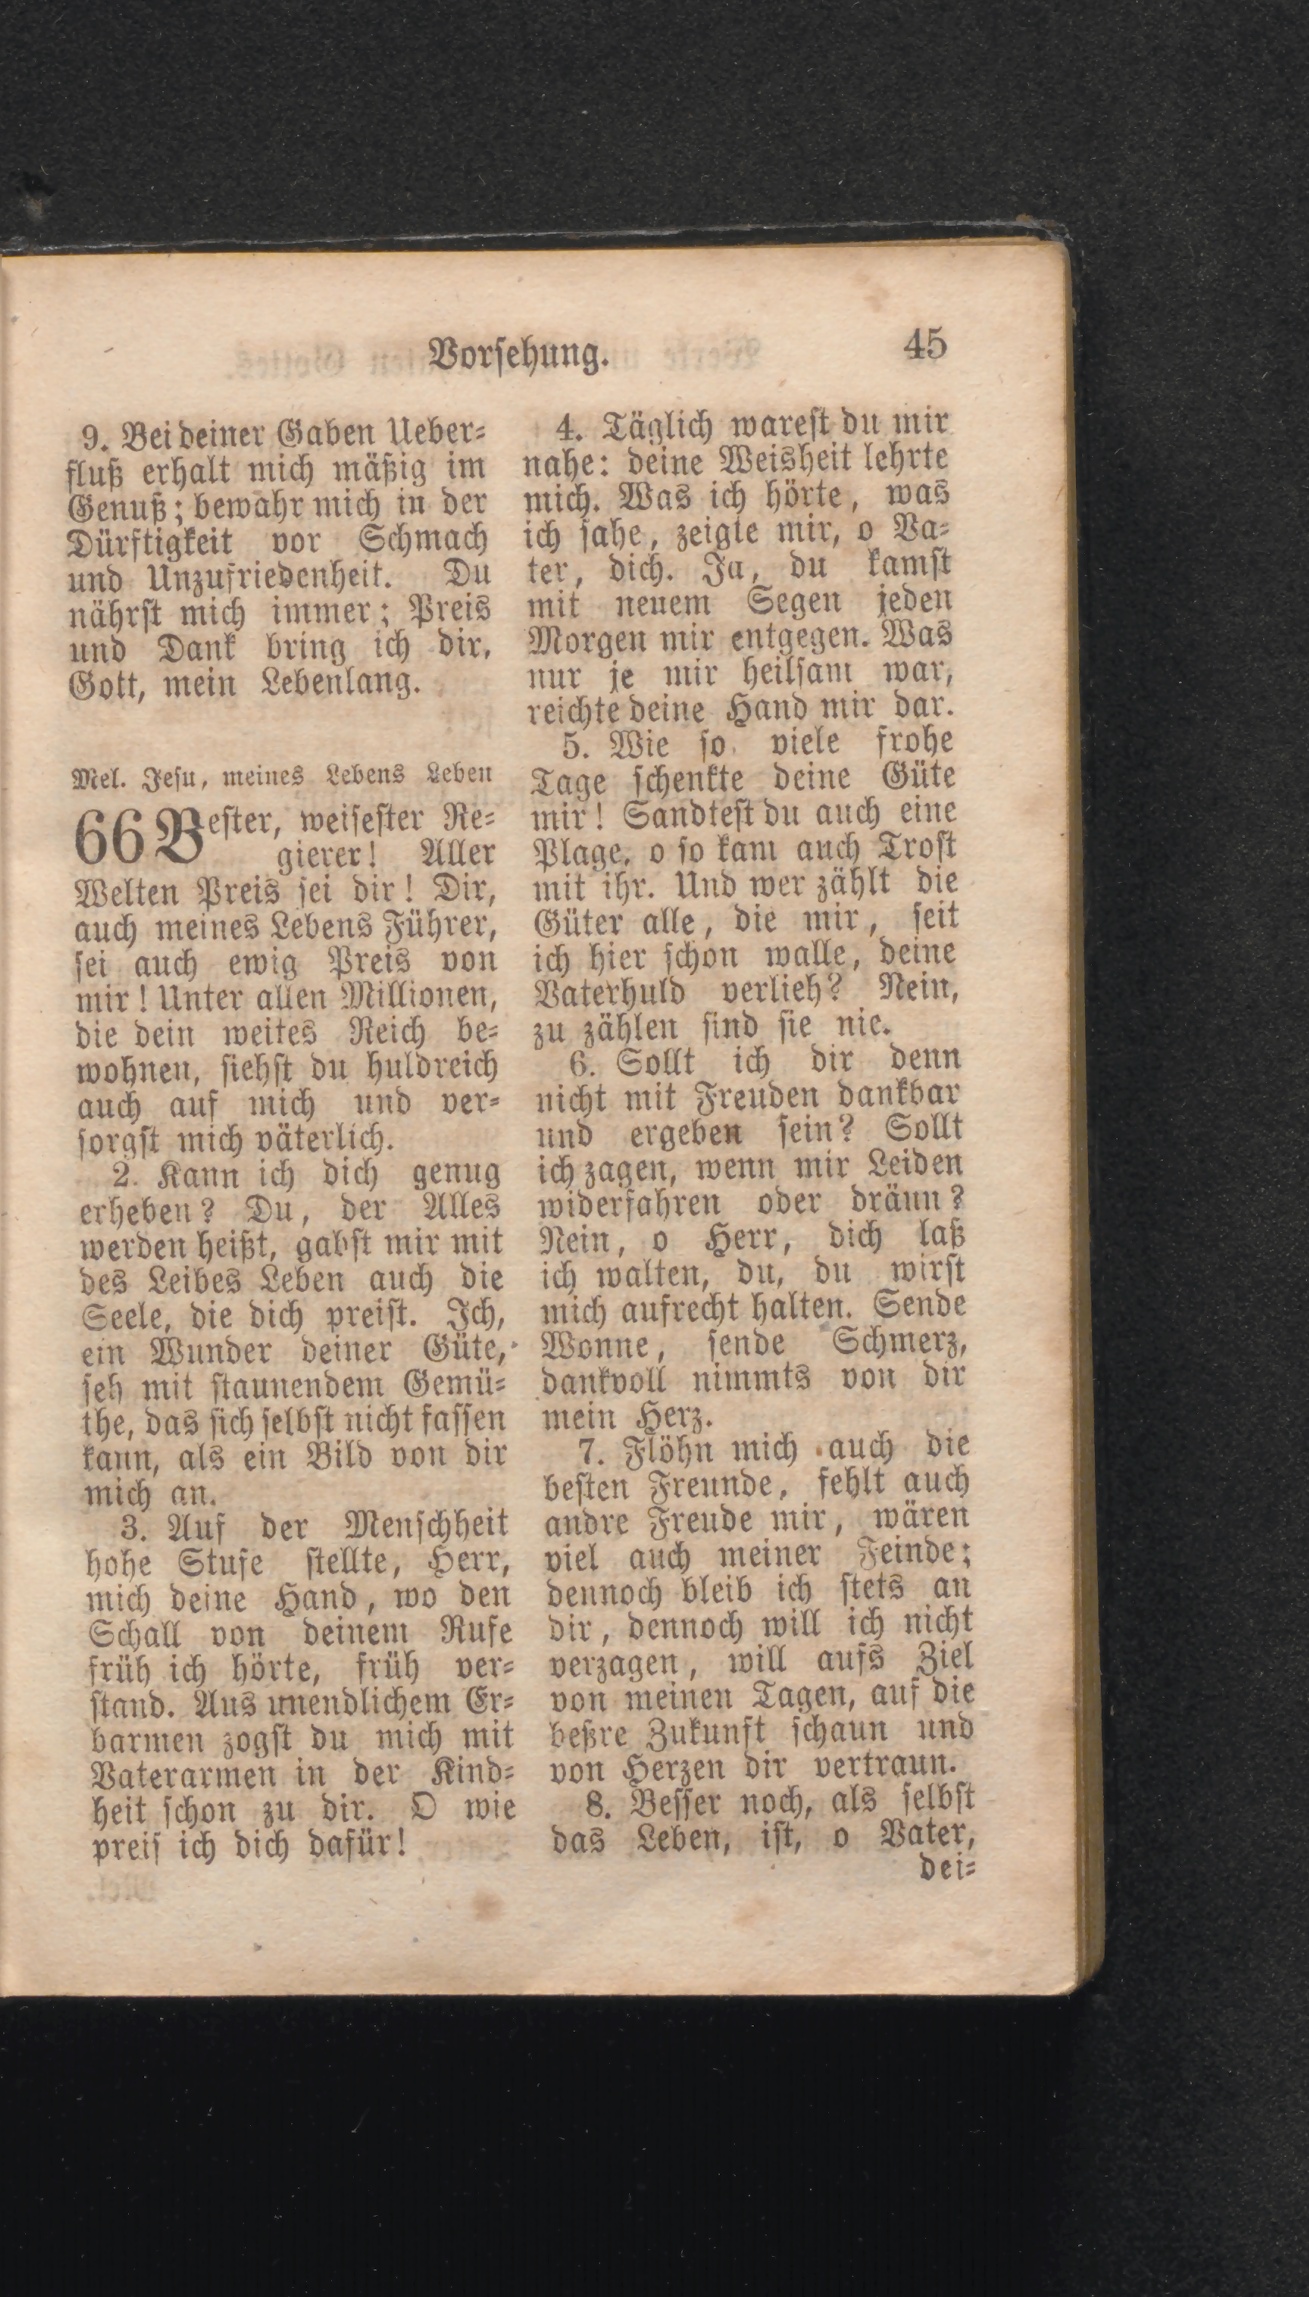 Vorsehung.
45
9. Bei deiner Gaben Ueber-
fluß erhalt mich mäßig im
Genuß; bewahr mich in der
Dürftigkeit vor Schmach
und Unzufriedenheit. Du
nährst mich immer; Preis
und Dank bring ich dir,
Gott, mein Lebenlang.
Mel. Jesu, meines Lebens Leben
66 Bester, weisester Re-
gierer! Aller
Welten Preis sei dir! Dir,
auch meines Lebens Führer,
sei auch ewig Preis von
mir! Unter allen Millionen,
die dein weites Reich be-
wohnen, siehst du huldreich
auch auf mich und ver-
sorgst mich väterlich.
2. Kann ich dich genug
erheben? Du, der Alles
werden heißt, gabst mir mit
des Leibes Leben auch die
Seele, die dich preist. Ich,
ein Wunder deiner Güte,
seh mit staunendem Gemü-
the, das sich selbst nicht fassen
kann, als ein Bild von dir
mich an.
3. Auf der Menschheit
hohe Stufe stellte, Herr,
mich deine Hand, wo den
Schall von deinem Rufe
früh ich hörte, früh ver-
stand. Aus unendlichem Er-
barmen zogst du mich mit
Vaterarmen in der Kind-
heit schon zu dir. O wie
preis ich dich dafür!
4. Täglich warest du mir
nahe: deine Weisheit lehrte
mich. Was ich hörte, was
ich sahe, zeigte mir, o Va-
ter, dich. Ja, du kamst
mit neuem Segen jeden
Morgen mir entgegen. Was
nur je mir heilsam war,
reichte deine Hand mir dar.
5. Wie so viele frohe
Tage schenkte deine Güte
mir! Sandtest du auch eine
Plage, o so kam auch Trost
mit ihr. Und wer zählt die
Güter alle, die mir, seit
ich hier schon walle, deine
Vaterhuld verlieh? Nein,
zu zählen sind sie nie.
6. Sollt ich dir denn
nicht mit Freuden dankbar
und ergeben sein? Sollt
ich zagen, wenn mir Leiden
widerfahren oder dräun?
Nein, o Herr, dich laß
ich walten, du, du wirst
mich aufrecht halten. Sende
Wonne, sende Schmerz,
dankvoll nimmts von dir
mein Herz.
7. Flöhn mich auch die
besten Freunde, fehlt auch
andre Freude mir, wären
viel auch meiner Feinde;
dennoch bleib ich stets an
dir, dennoch will ich nicht
verzagen, will aufs Ziel
von meinen Tagen, auf die
beßre Zukunft schaun und
von Herzen dir vertraun.
8. Besser noch, als selbst
das Leben, ist, o Vater,
dei-